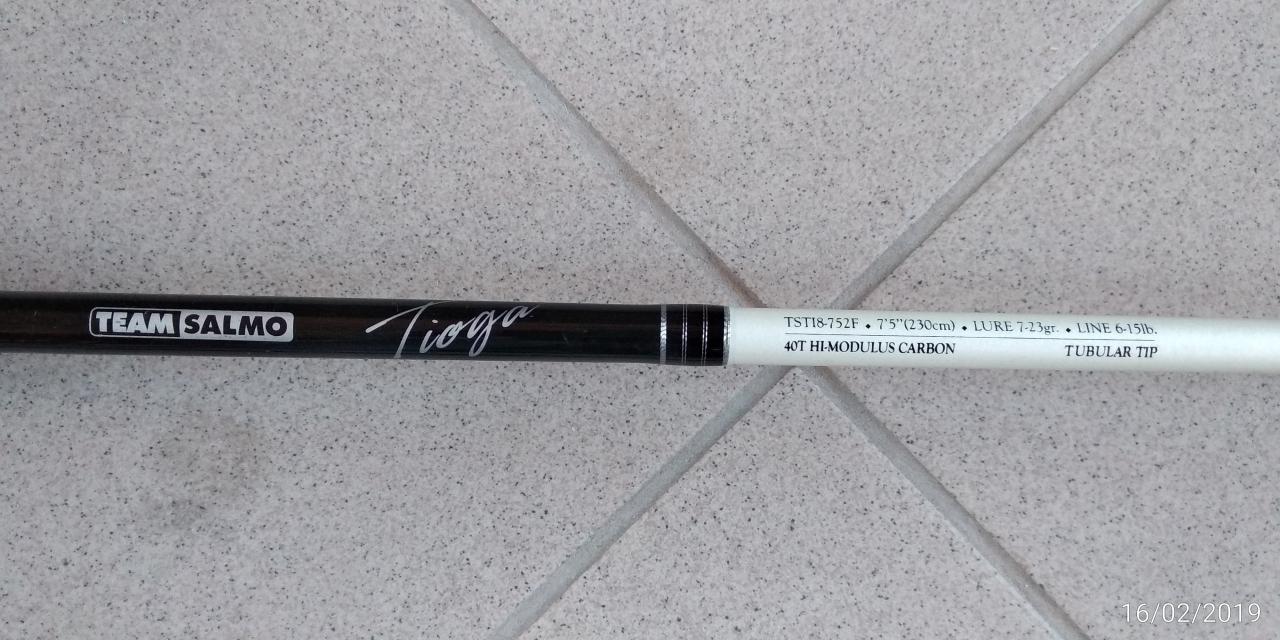 TEAM SALMO
Tioga
TSTI8-752F ⬩ 7'5''(230cm) ⬩ LURE 7-23gr. ⬩ LINE 6-15lb.
40T HI-MODULUS CARBON TUBULAR TIP
16/02/2019